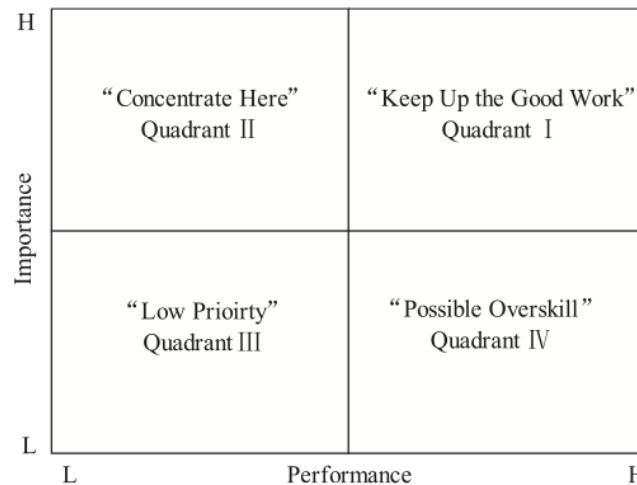 H
“Concentrate Here”
Quadrant Ⅱ
“Keep Up the Good Work”
Quadrant Ⅰ
Importance
“Low Prioirty”
Quadrant Ⅲ
“Possible Overskill”
Quadrant Ⅳ
L
L
Performance
H